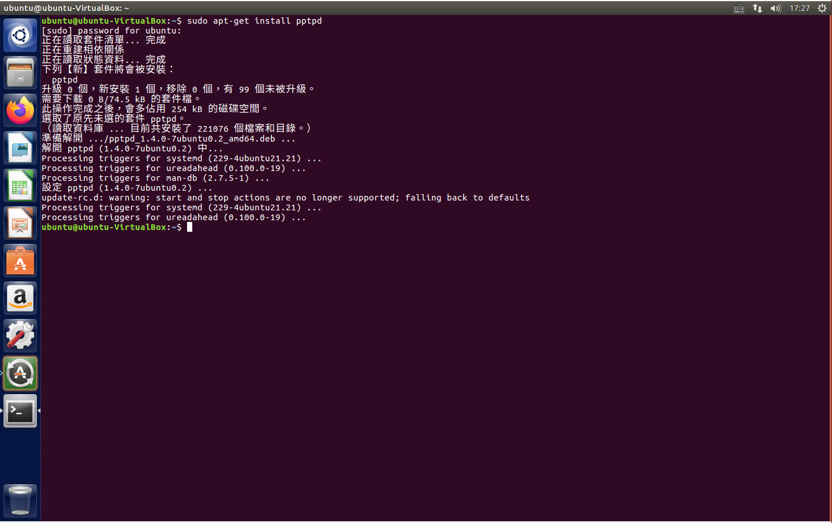 ubuntu@ubuntu-VirtualBox: ~
17:27
ubuntu@ubuntu-VirtualBox:~$ sudo apt-get install pptpd
[sudo] password for ubuntu:
正在讀取套件清單... 完成
正在重建相依關係
正在讀取狀態資料... 完成
下列【新】套件將會被安裝：
  pptpd
升級 0 個，新安裝 1 個，移除 0 個，有 99 個未被升級。
需要下載 0 B/74.5 kB 的套件檔。
此操作完成之後，會多佔用 254 kB 的磁碟空間。
選取了原先未選的套件 pptpd。
（讀取資料庫 ... 目前共安裝了 221076 個檔案和目錄。）
準備解開 .../pptpd_1.4.0-7ubuntu0.2_amd64.deb ...
解開 pptpd (1.4.0-7ubuntu0.2) 中...
Processing triggers for systemd (229-4ubuntu21.21) ...
Processing triggers for ureadahead (0.100.0-19) ...
Processing triggers for man-db (2.7.5-1) ...
設定 pptpd (1.4.0-7ubuntu0.2) ...
update-rc.d: warning: start and stop actions are no longer supported; falling back to defaults
Processing triggers for systemd (229-4ubuntu21.21) ...
Processing triggers for ureadahead (0.100.0-19) ...
ubuntu@ubuntu-VirtualBox:~$